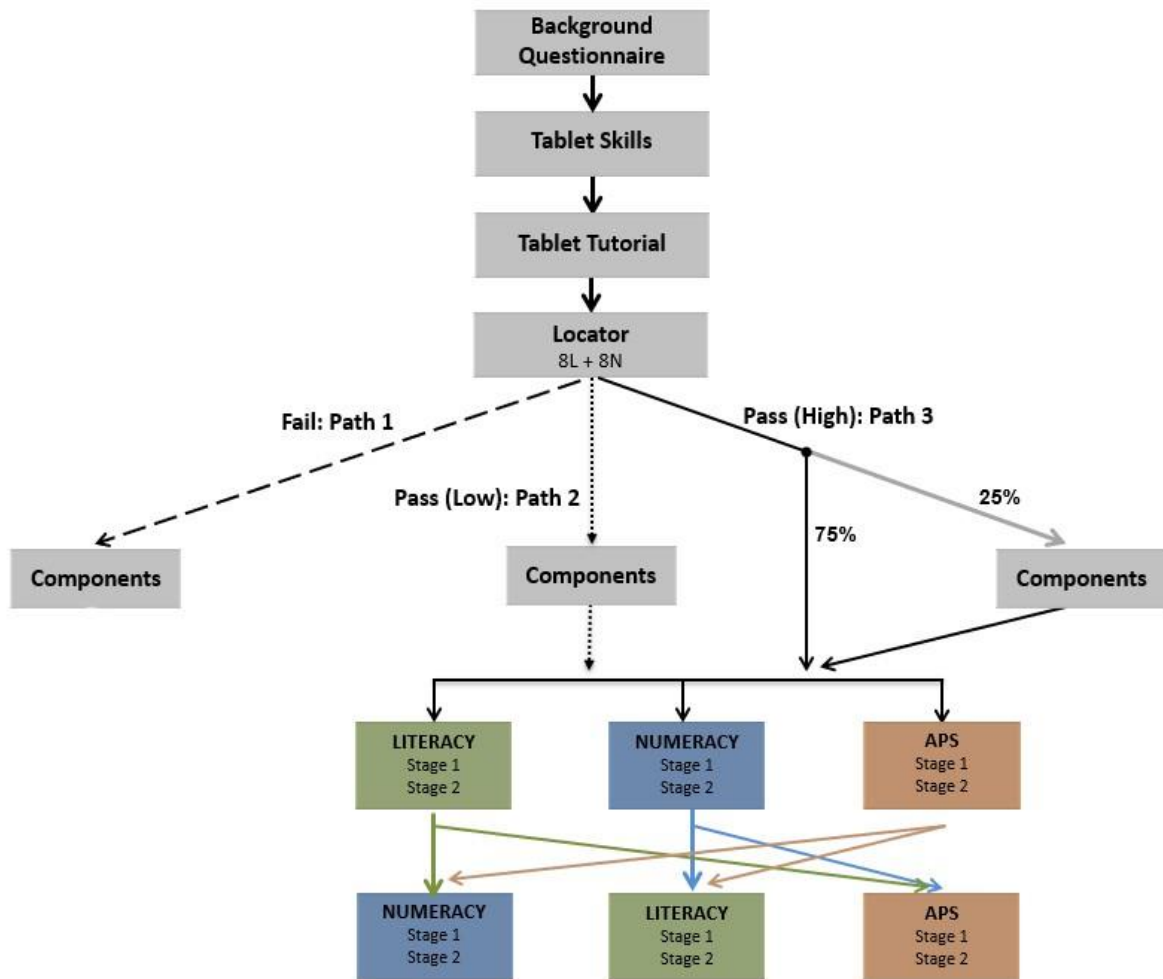 Background
Questionnaire
Tablet Skills
Tablet Tutorial
Locator
8L + 8N
Fail: Path 1
Pass (High): Path 3
Pass (Low): Path 2
25%
75%
Components
Components
Components
LITERACY
Stage 1
Stage 2
NUMERACY
Stage 1
Stage 2
APS
Stage 1
Stage 2
NUMERACY
Stage 1
Stage 2
LITERACY
Stage 1
Stage 2
APS
Stage 1
Stage 2